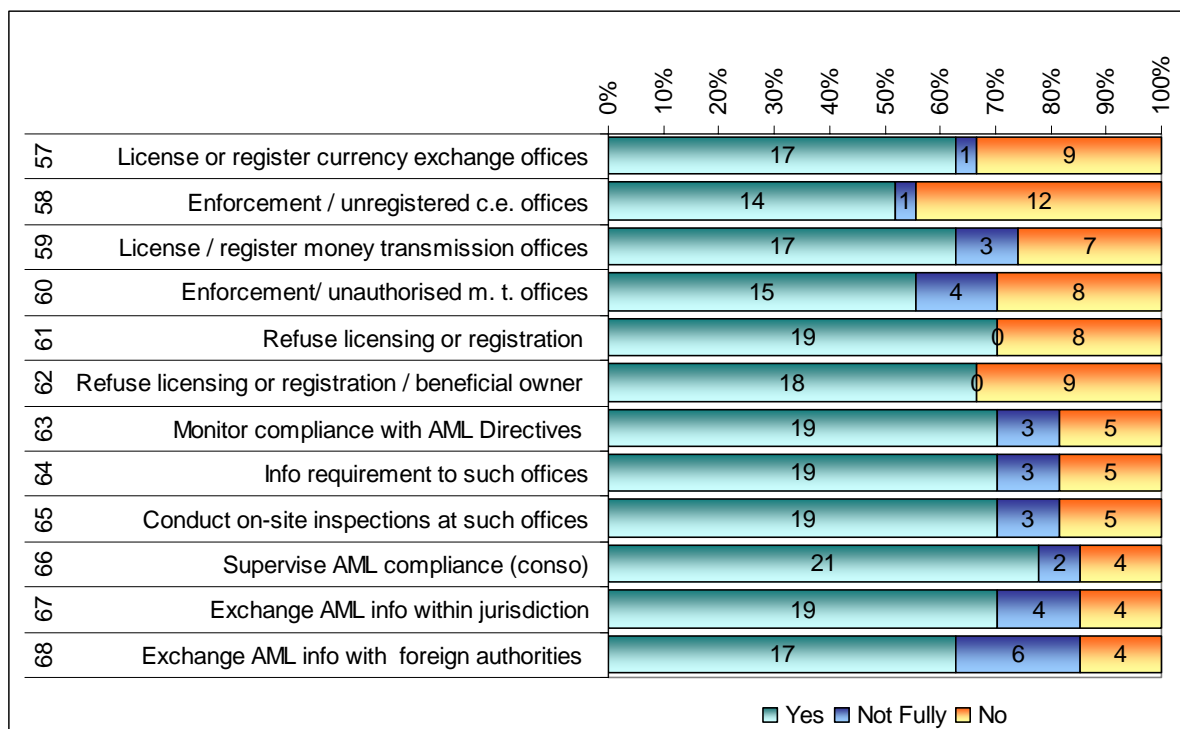 0% 10% 20% 30% 40% 50% 60% 70% 80% 90% 100%
57 License or register currency exchange offices 17 1 9
58 Enforcement / unregistered c.e. offices 14 1 12
59 License / register money transmission offices 17 3 7
60 Enforcement/ unauthorised m. t. offices 15 4 8
61 Refuse licensing or registration 19 0 8
62 Refuse licensing or registration / beneficial owner 18 0 9
63 Monitor compliance with AML Directives 19 3 5
64 Info requirement to such offices 19 3 5
65 Conduct on-site inspections at such offices 19 3 5
66 Supervise AML compliance (conso) 21 2 4
67 Exchange AML info within jurisdiction 19 4 4
68 Exchange AML info with foreign authorities 17 6 4
Yes Not Fully No